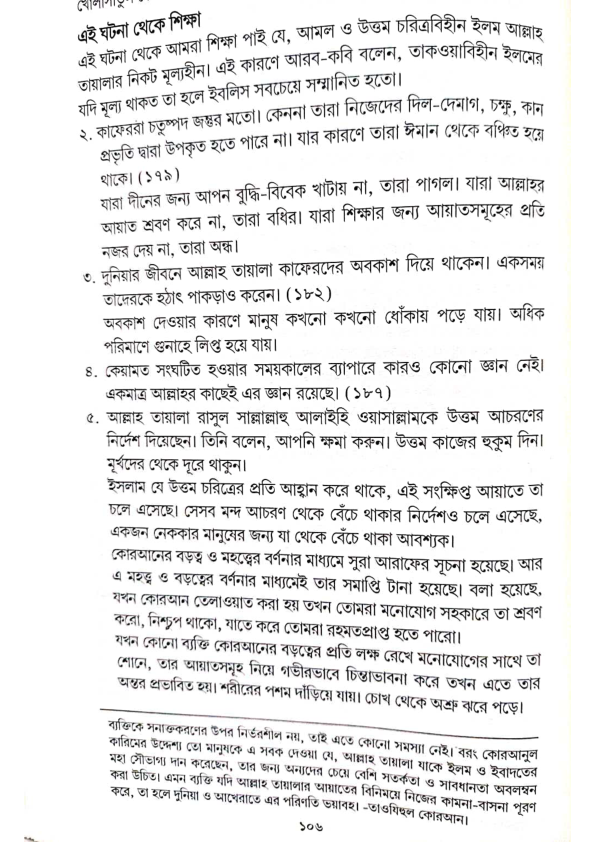 এই ঘটনা থেকে শিক্ষা
এই ঘটনা থেকে আমরা শিক্ষা পাই যে, আমল ও উত্তম চরিত্রবিহীন ইলম আল্লাহ
তায়ালার নিকট মূল্যহীন। এই কারণে আরব-কবি বলেন, তাকওয়াবিহীন ইলমের
যদি মূল্য থাকত তা হলে ইবলিস সবচেয়ে সম্মানিত হতো।
২. কাফেররা চতুষ্পদ জন্তুর মতো। কেননা তারা নিজেদের দিল-দেমাগ, চক্ষু, কান
প্রভৃতি দ্বারা উপকৃত হতে পারে না। যার কারণে তারা ঈমান থেকে বঞ্চিত হয়ে
থাকে। (১৭৯)
যারা দীনের জন্য আপন বুদ্ধি-বিবেক খাটায় না, তারা পাগল। যারা আল্লাহর
আয়াত শ্রবণ করে না, তারা বধির। যারা শিক্ষার জন্য আয়াতসমূহের প্রতি
নজর দেয় না, তারা অন্ধ।
৩. দুনিয়ার জীবনে আল্লাহ তায়ালা কাফেরদের অবকাশ দিয়ে থাকেন। একসময়
তাদেরকে হঠাৎ পাকড়াও করেন। (১৮২)
অবকাশ দেওয়ার কারণে মানুষ কখনো কখনো ধোঁকায় পড়ে যায়। অধিক
পরিমাণে গুনাহে লিপ্ত হয়ে যায়।
৪. কেয়ামত সংঘটিত হওয়ার সময়কালের ব্যাপারে কারও কোনো জ্ঞান নেই।
একমাত্র আল্লাহর কাছেই এর জ্ঞান রয়েছে। (১৮৭)
৫. আল্লাহ তায়ালা রাসুল সাল্লাল্লাহু আলাইহি ওয়াসাল্লামকে উত্তম আচরণের
নির্দেশ দিয়েছেন। তিনি বলেন, আপনি ক্ষমা করুন। উত্তম কাজের হুকুম দিন।
মূর্খদের থেকে দূরে থাকুন।
ইসলাম যে উত্তম চরিত্রের প্রতি আহ্বান করে থাকে, এই সংক্ষিপ্ত আয়াতে তা
চলে এসেছে। সেসব মন্দ আচরণ থেকে বেঁচে থাকার নির্দেশও চলে এসেছে,
একজন নেককার মানুষের জন্য যা থেকে বেঁচে থাকা আবশ্যক।
কোরআনের বড়ত্ব ও মহত্ত্বের বর্ণনার মাধ্যমে সুরা আরাফের সূচনা হয়েছে। আর
এ মহত্ত্ব ও বড়ত্বের বর্ণনার মাধ্যমেই তার সমাপ্তি টানা হয়েছে। বলা হয়েছে,
যখন কোরআন তেলাওয়াত করা হয় তখন তোমরা মনোযোগ সহকারে তা শ্রবণ
করো, নিশ্চুপ থাকো, যাতে করে তোমরা রহমতপ্রাপ্ত হতে পারো।
যখন কোনো ব্যক্তি কোরআনের বড়ত্বের প্রতি লক্ষ রেখে মনোযোগের সাথে তা
শোনে, তার আয়াতসমূহ নিয়ে গভীরভাবে চিন্তাভাবনা করে তখন এতে তার
অন্তর প্রভাবিত হয়। শরীরের পশম দাঁড়িয়ে যায়। চোখ থেকে অশ্রু ঝরে পড়ে।
ব্যক্তিকে সনাক্তকরণের উপর নির্ভরশীল নয়, তাই এতে কোনো সমস্যা নেই। বরং কোরআনুল
কারিমের উদ্দেশ্য তো মানুষকে এ সবক দেওয়া যে, আল্লাহ তায়ালা যাকে ইলম ও ইবাদতের
মহা সৌভাগ্য দান করেছেন, তার জন্য অন্যদের চেয়ে বেশি সতর্কতা ও সাবধানতা অবলম্বন
করা উচিত। এমন ব্যক্তি যদি আল্লাহ তায়ালার আয়াতের বিনিময়ে নিজের কামনা-বাসনা পূরণ
করে, তা হলে দুনিয়া ও আখেরাতে এর পরিণতি ভয়াবহ। -তাওযিহুল কোরআন।
১০৬